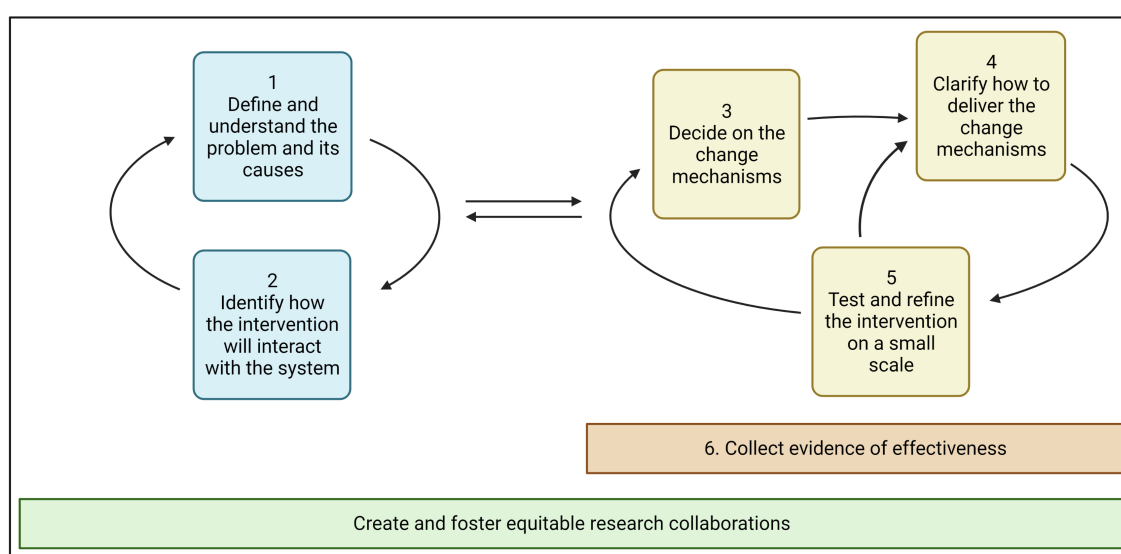 1
Define and
understand the
problem and its
causes
2
Identify how
the intervention
will interact
with the system
3
Decide on the
change
mechanisms
4
Clarify how to
deliver the
change
mechanisms
5
Test and refine
the intervention
on a small
scale
6. Collect evidence of effectiveness
Create and foster equitable research collaborations